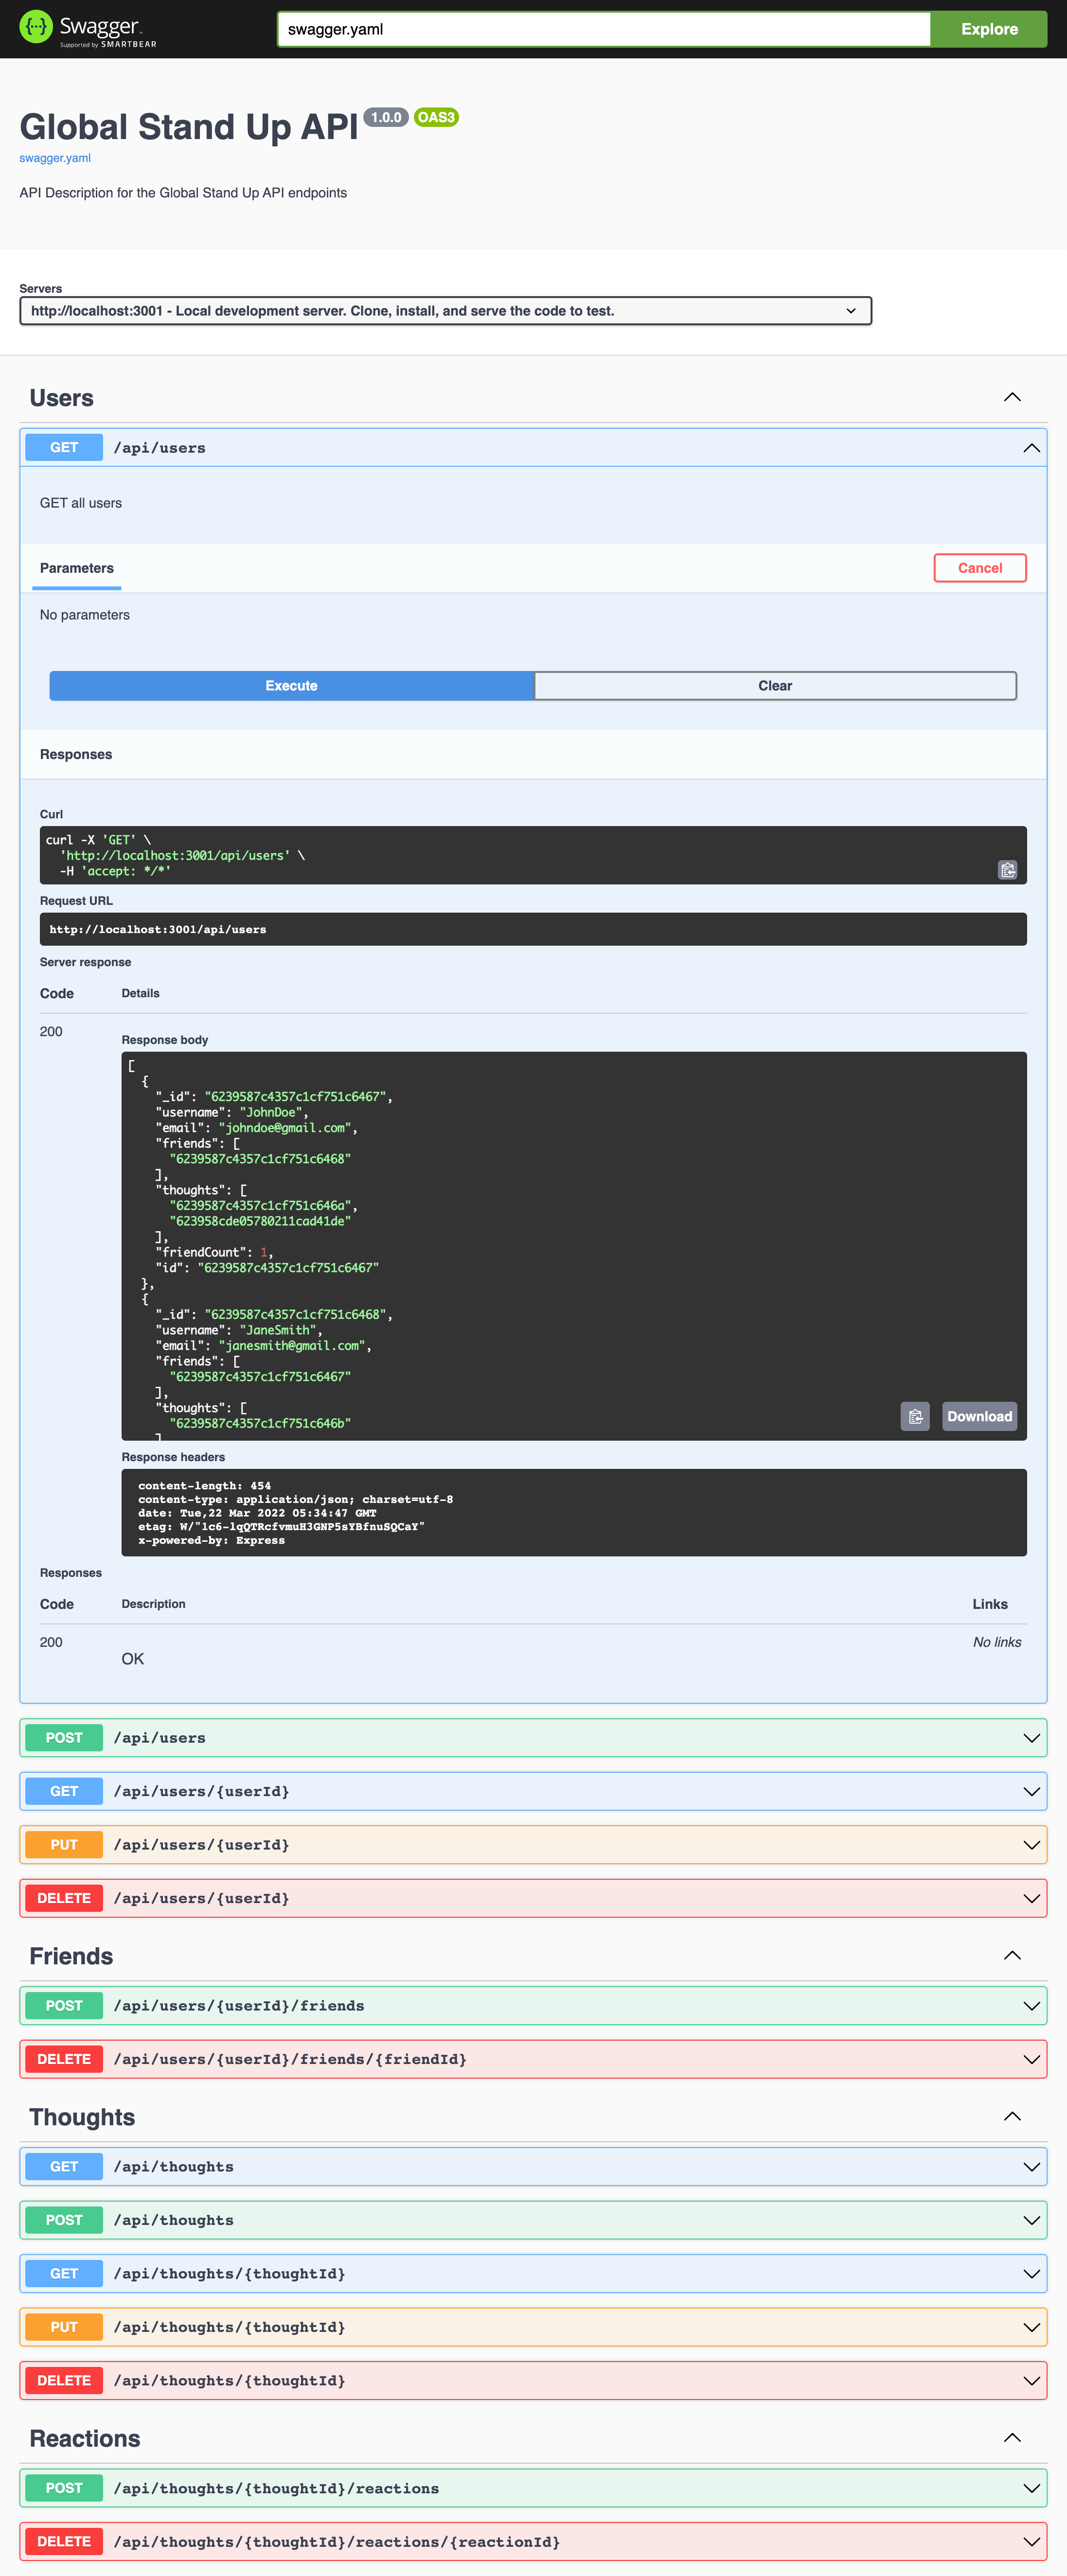 Swagger.
Supported by SMARTBEAR
swagger.yaml
Explore
Global Stand Up API 1.0.0 OAS3
swagger.yaml
API Description for the Global Stand Up API endpoints
Servers
http://localhost:3001 - Local development server. Clone, install, and serve the code to test.
Users
GET /api/users
GET all users
Parameters
Cancel
No parameters
Execute
Clear
Responses
Curl
curl -X 'GET' \
'http://localhost:3001/api/users' \
-H 'accept: */*'
Request URL
http://localhost:3001/api/users
Server response
Code Details
200
Response body
[
{
"_id": "6239587c4357c1cf751c6467",
"username": "JohnDoe",
"email": "johndoe@gmail.com",
"friends": [
"6239587c4357c1cf751c6468"
],
"thoughts": [
"6239587c4357c1cf751c646a",
"623958cde05780211cad41de"
],
"friendCount": 1,
"id": "6239587c4357c1cf751c6467"
},
{
"_id": "6239587c4357c1cf751c6468",
"username": "JaneSmith",
"email": "janesmith@gmail.com",
"friends": [
"6239587c4357c1cf751c6467"
],
"thoughts": [
"6239587c4357c1cf751c646b"
]
Download
Response headers
content-length: 454
content-type: application/json; charset=utf-8
date: Tue,22 Mar 2022 05:34:47 GMT
etag: W/"1c6-lqQTRcfvmuH3GNP5sYBfnuSQCaY"
x-powered-by: Express
Responses
Code Description Links
200 No links
OK
POST /api/users
GET /api/users/{userId}
PUT /api/users/{userId}
DELETE /api/users/{userId}
Friends
POST /api/users/{userId}/friends
DELETE /api/users/{userId}/friends/{friendId}
Thoughts
GET /api/thoughts
POST /api/thoughts
GET /api/thoughts/{thoughtId}
PUT /api/thoughts/{thoughtId}
DELETE /api/thoughts/{thoughtId}
Reactions
POST /api/thoughts/{thoughtId}/reactions
DELETE /api/thoughts/{thoughtId}/reactions/{reactionId}